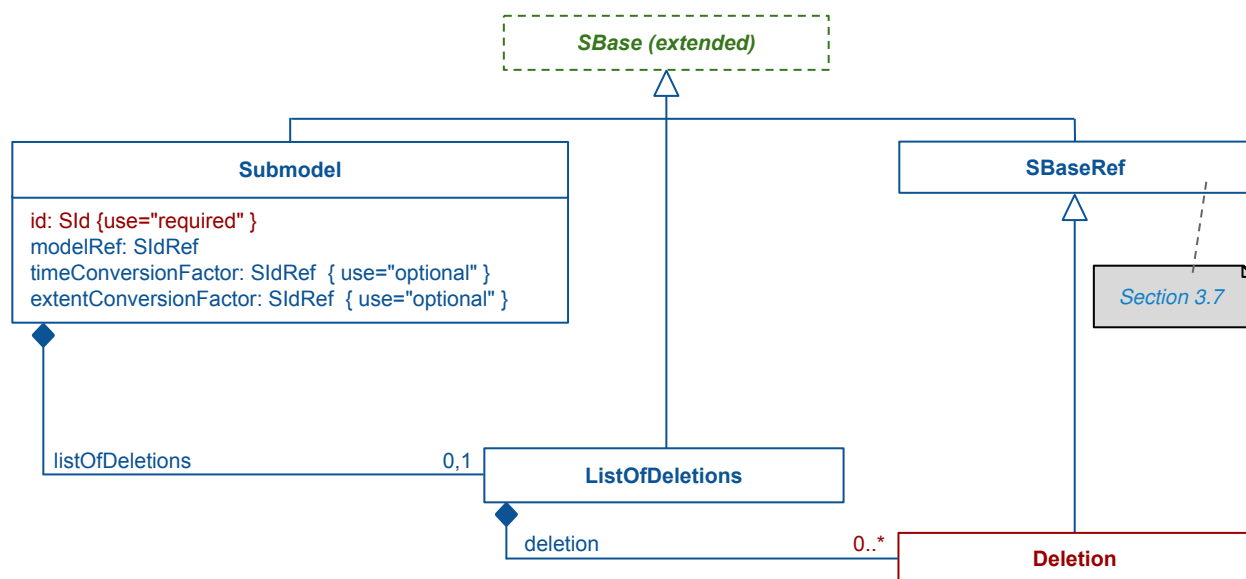 SBase (extended)
Submodel
SBaseRef
id: SId {use="required" }
modelRef: SIdRef
timeConversionFactor: SIdRef { use="optional" }
extentConversionFactor: SIdRef { use="optional" }
Section 3.7
listOfDeletions
0,1
ListOfDeletions
deletion
0..*
Deletion